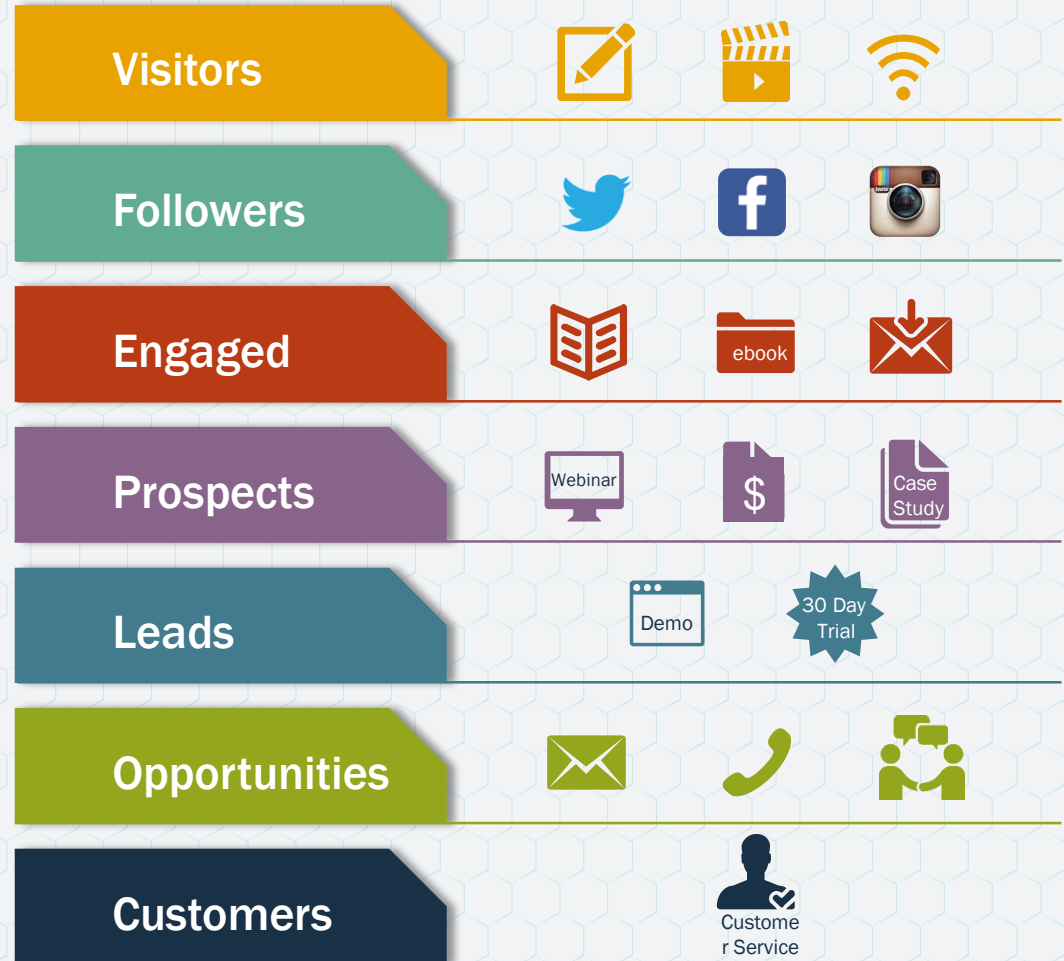 Visitors
Followers
Engaged
ebook
Prospects
Webinar
$
Case
Study
Leads
Demo
30 Day
Trial
Opportunities
Customers
Custome
r Service